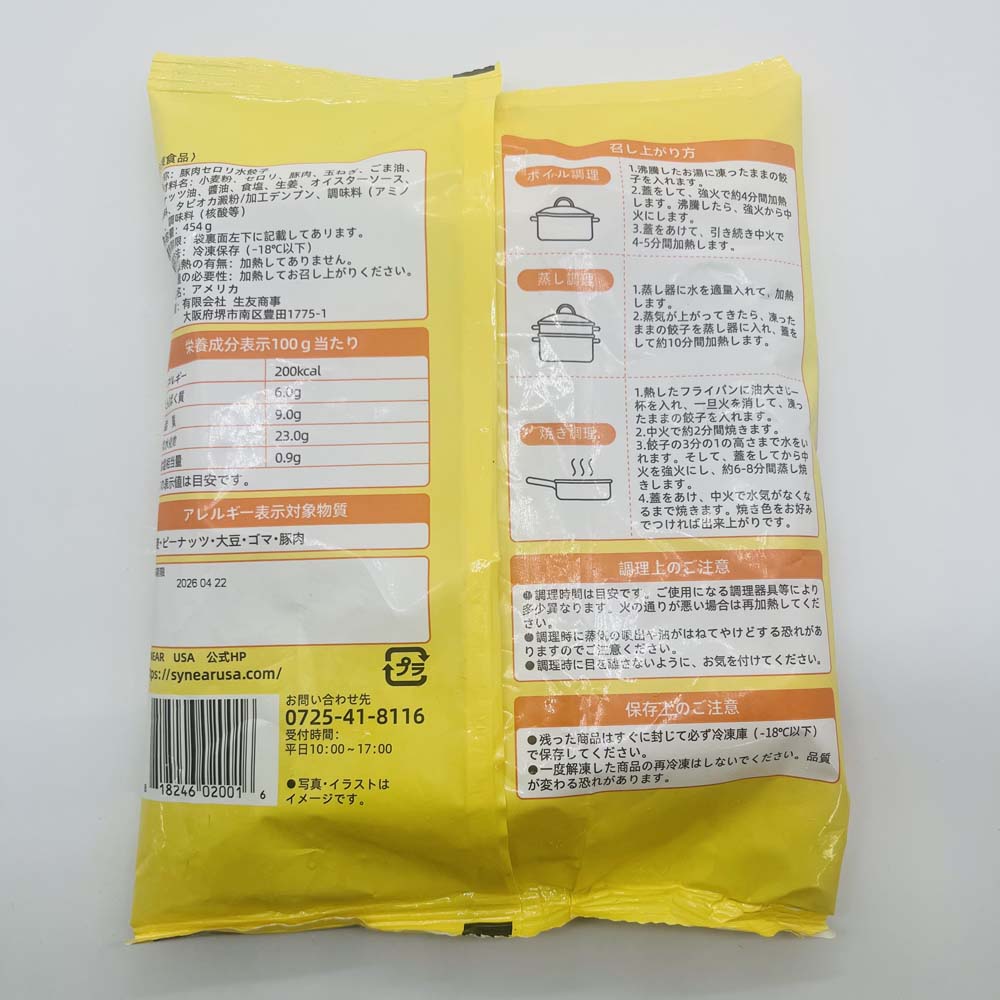 食品）
: 豚肉セロリ水餃子
料名: 小麦粉、セロリ、豚肉、玉ねぎ、ごま油、
ナッツ油、醬油、食塩、生姜、オイスターソース、
タピオカ澱粉/加工デンプン、調味料（アミノ
調味料（核酸等）
量: 454g
期限: 袋裏面左下に記載してあります。
法: 冷凍保存（-18℃以下）
熱の有無: 加熱してありません。
の必要性: 加熱してお召し上がりください。
名: アメリカ
: 有限会社 生友商事
大阪府堺市南区豊田1775-1
栄養成分表示100g当たり
ルギー 200kcal
ぱく質 6.0g
質 9.0g
23.0g
相当量 0.9g
表示値は目安です。
アレルギー表示対象物質
・ピーナッツ・大豆・ゴマ・豚肉
期限 2026 04 22
NEAR USA 公式HP
ps://synearusa.com/
プラ
お問い合わせ先
0725-41-8116
受付時間:
平日10:00~17:00
●写真・イラストは
イメージです。
8 18246 02001 6
召し上がり方
ボイル調理
1.沸騰したお湯に凍ったままの餃
子を入れます。
2.蓋をして、強火で約4分間加熱
します。沸騰したら、強火から中
火にします。
3.蓋をあけて、引き続き中火で
4-5分間加熱します。
蒸し調理
1.蒸し器に水を適量入れて、加熱
します。
2.蒸気が上がってきたら、凍った
ままの餃子を蒸し器に入れ、蓋を
して約10分間加熱します。
焼き調理
1.熱したフライパンに油大さじ一
杯を入れ、一旦火を消して、凍っ
たままの餃子を入れます。
2.中火で約2分間焼きます。
3.餃子の3分の1の高さまで水をい
れます。そして、蓋をしてから中
火を強火にし、約6-8分間蒸し焼
きします。
4.蓋をあけ、中火で水気がなくな
るまで焼きます。焼き色をお好み
でつければ出来上がりです。
調理上のご注意
●調理時間は目安です。ご使用になる調理器具等により
多少異なります。火の通りが悪い場合は再加熱してくだ
さい。
●調理時に蒸気の噴出や油がはねてやけどする恐れがあ
りますのでご注意ください。
●調理時に目を離さないように、お気を付けてください。
保存上のご注意
●残った商品はすぐに封じて必ず冷凍庫（-18℃以下）
で保存してください。
●一度解凍した商品の再冷凍はしないでください。品質
が変わる恐れがあります。